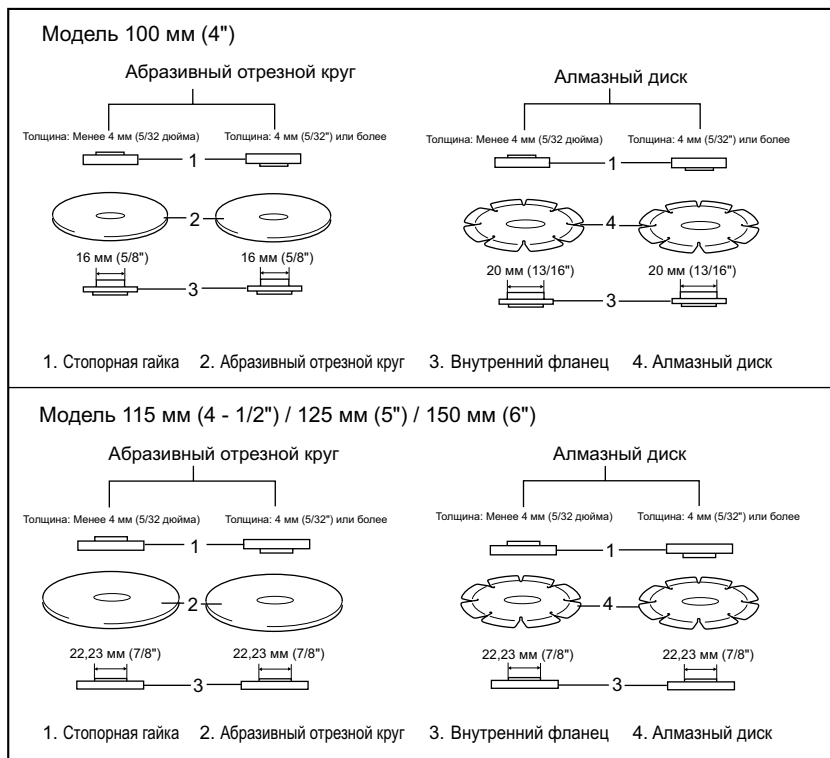 Модель 100 мм (4")
Абразивный отрезной круг
Толщина: Менее 4 мм (5/32 дюйма) Толщина: 4 мм (5/32") или более
1
2
16 мм (5/8") 16 мм (5/8")
3
Алмазный диск
Толщина: Менее 4 мм (5/32 дюйма) Толщина: 4 мм (5/32") или более
1
4
20 мм (13/16") 20 мм (13/16")
3
1. Стопорная гайка 2. Абразивный отрезной круг 3. Внутренний фланец 4. Алмазный диск
Модель 115 мм (4 - 1/2") / 125 мм (5") / 150 мм (6")
Абразивный отрезной круг
Толщина: Менее 4 мм (5/32 дюйма) Толщина: 4 мм (5/32") или более
1
2
22,23 мм (7/8") 22,23 мм (7/8")
3
Алмазный диск
Толщина: Менее 4 мм (5/32 дюйма) Толщина: 4 мм (5/32") или более
1
4
22,23 мм (7/8") 22,23 мм (7/8")
3
1. Стопорная гайка 2. Абразивный отрезной круг 3. Внутренний фланец 4. Алмазный диск